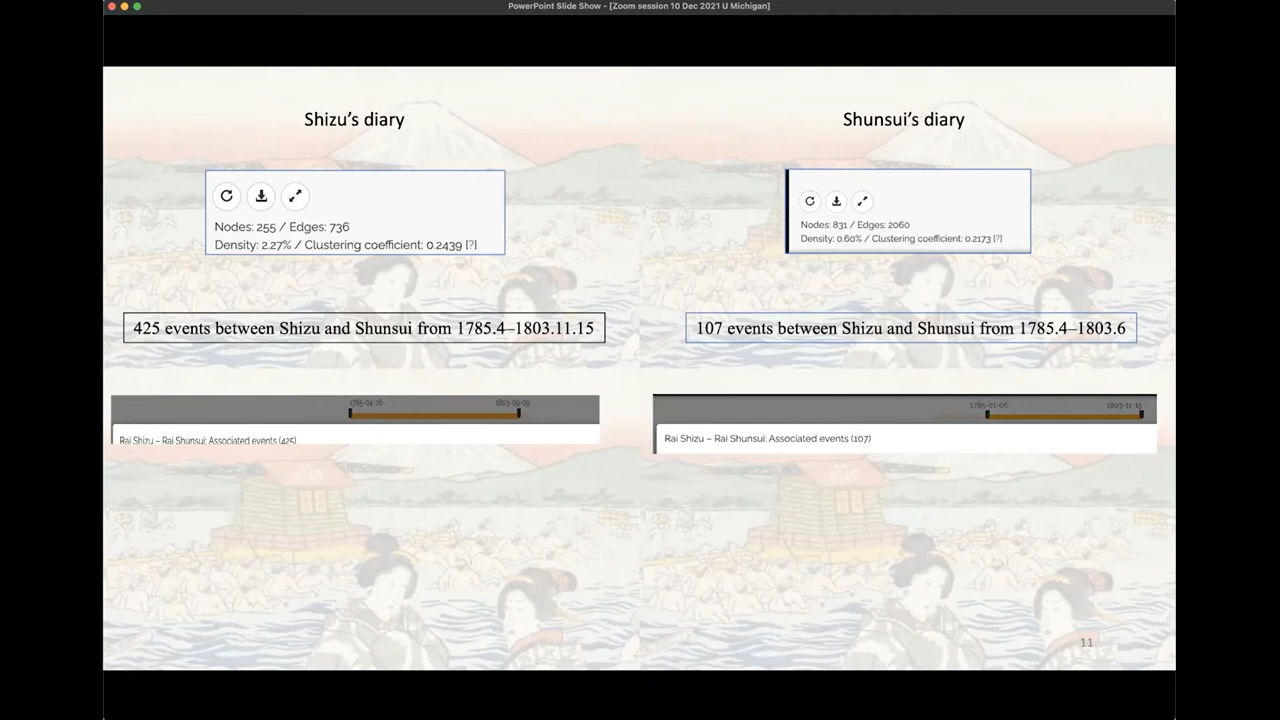 PowerPoint Slide Show - [Zoom session 10 Dec 2021 U Michigan]
Shizu's diary
Nodes: 255 / Edges: 736
Density: 2.27% / Clustering coefficient: 0.2439 [?]
425 events between Shizu and Shunsui from 1785.4–1803.11.15
1785-04-26 1803-09-09
Rai Shizu – Rai Shunsui: Associated events (425)
Shunsui's diary
Nodes: 831 / Edges: 2060
Density: 0.60% / Clustering coefficient: 0.2173 [?]
107 events between Shizu and Shunsui from 1785.4–1803.6
1785-01-06 1803-11-15
Rai Shizu – Rai Shunsui: Associated events (107)
11